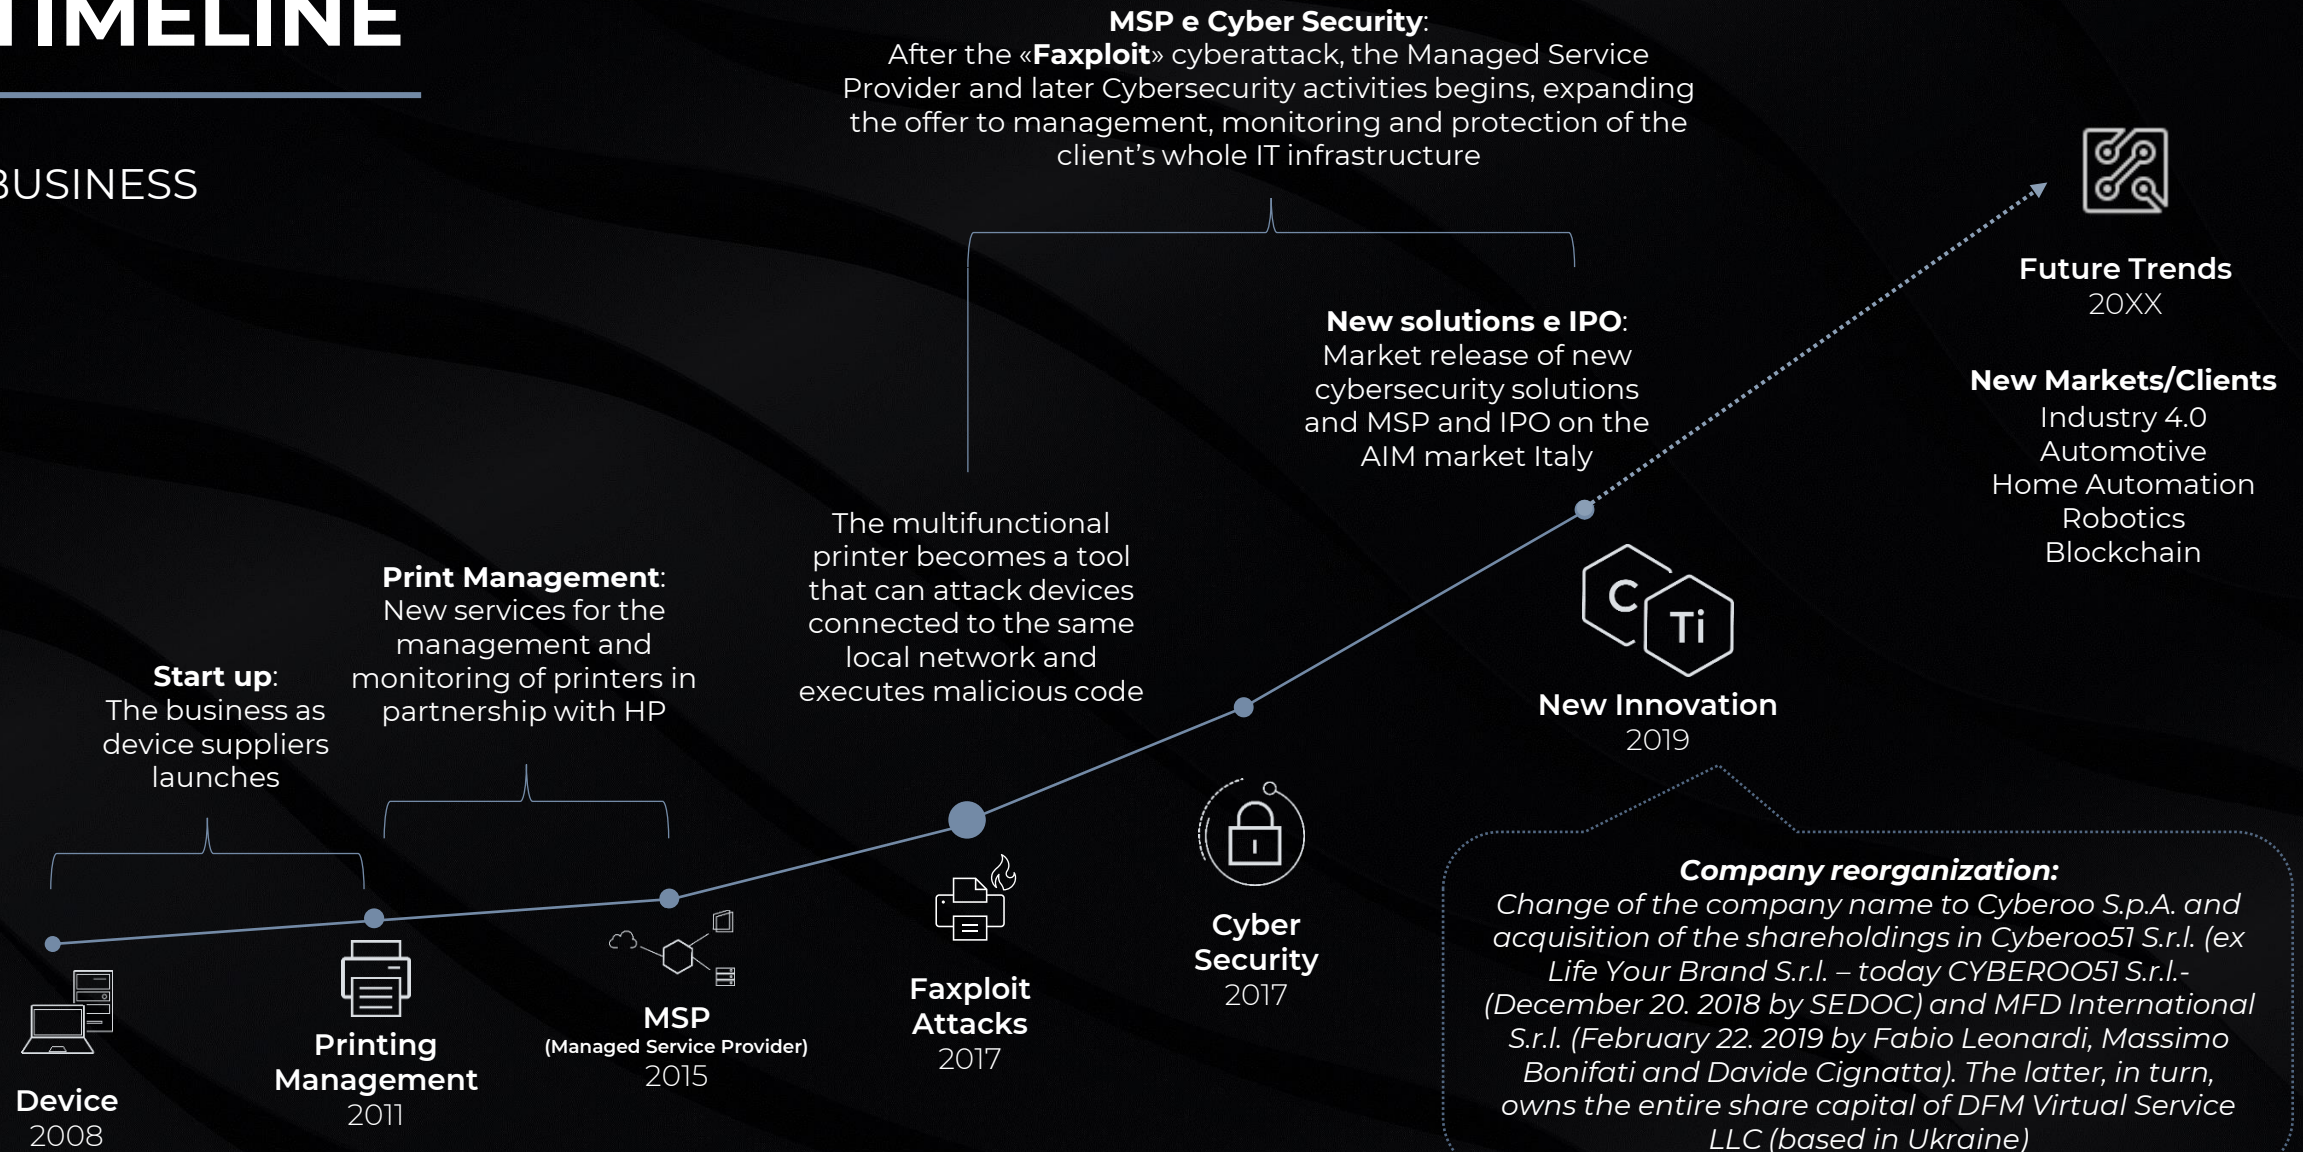 TIMELINE
BUSINESS
MSP e Cyber Security:
After the «Faxploit» cyberattack, the Managed Service
Provider and later Cybersecurity activities begins, expanding
the offer to management, monitoring and protection of the
client's whole IT infrastructure
Start up:
The business as
device suppliers
launches
Print Management:
New services for the
management and
monitoring of printers in
partnership with HP
The multifunctional
printer becomes a tool
that can attack devices
connected to the same
local network and
executes malicious code
New solutions e IPO:
Market release of new
cybersecurity solutions
and MSP and IPO on the
AIM market Italy
Future Trends
20XX
New Markets/Clients
Industry 4.0
Automotive
Home Automation
Robotics
Blockchain
Device
2008
Printing
Management
2011
MSP
(Managed Service Provider)
2015
Faxploit
Attacks
2017
Cyber
Security
2017
C
Ti
New Innovation
2019
Company reorganization:
Change of the company name to Cyberoo S.p.A. and
acquisition of the shareholdings in Cyberoo51 S.r.l. (ex
Life Your Brand S.r.l. – today CYBEROO51 S.r.l.-
(December 20. 2018 by SEDOC) and MFD International
S.r.l. (February 22. 2019 by Fabio Leonardi, Massimo
Bonifati and Davide Cignatta). The latter, in turn,
owns the entire share capital of DFM Virtual Service
LLC (based in Ukraine)